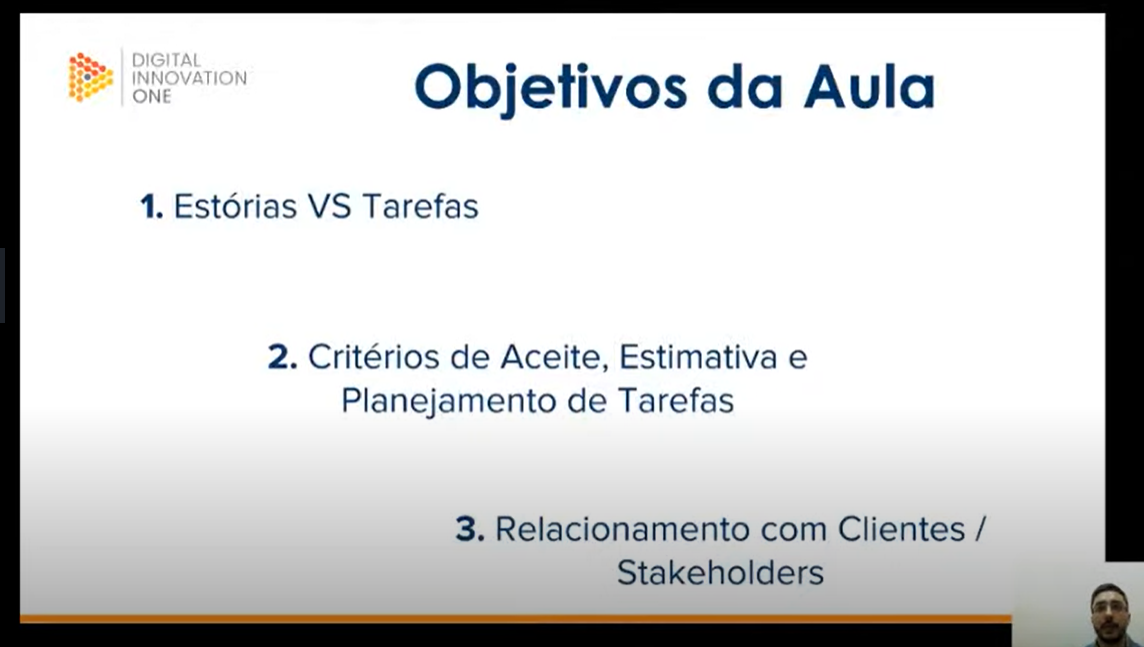 DIGITAL
INNOVATION
ONE
Objetivos da Aula
1. Estórias VS Tarefas
2. Critérios de Aceite, Estimativa e
Planejamento de Tarefas
3. Relacionamento com Clientes /
Stakeholders